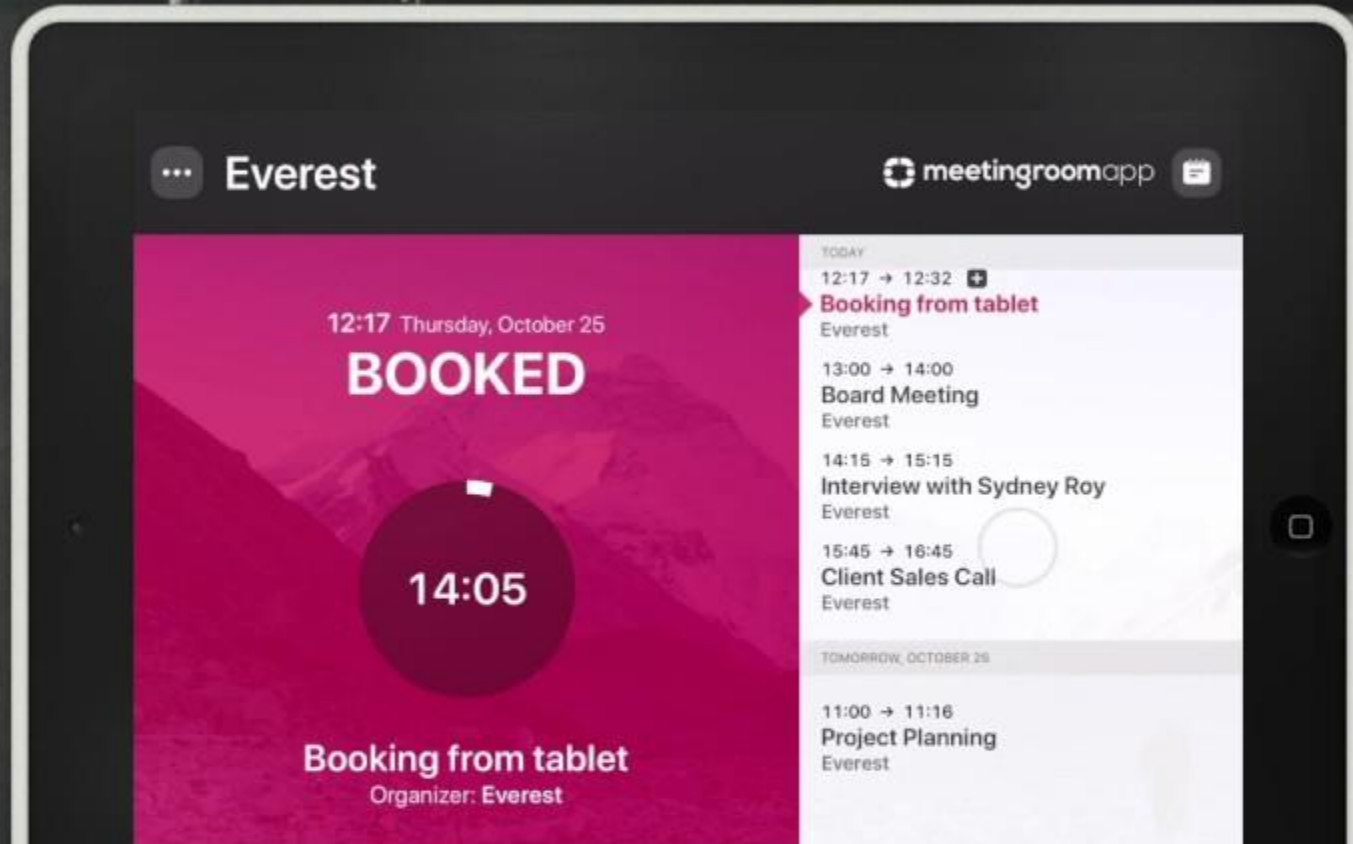 Everest
meetingroomapp
12:17 Thursday, October 25
BOOKED
14:05
Booking from tablet
Organizer: Everest
TODAY
12:17 → 12:32
Booking from tablet
Everest
13:00 → 14:00
Board Meeting
Everest
14:15 → 15:15
Interview with Sydney Roy
Everest
15:45 → 16:45
Client Sales Call
Everest
TOMORROW, OCTOBER 26
11:00 → 11:16
Project Planning
Everest